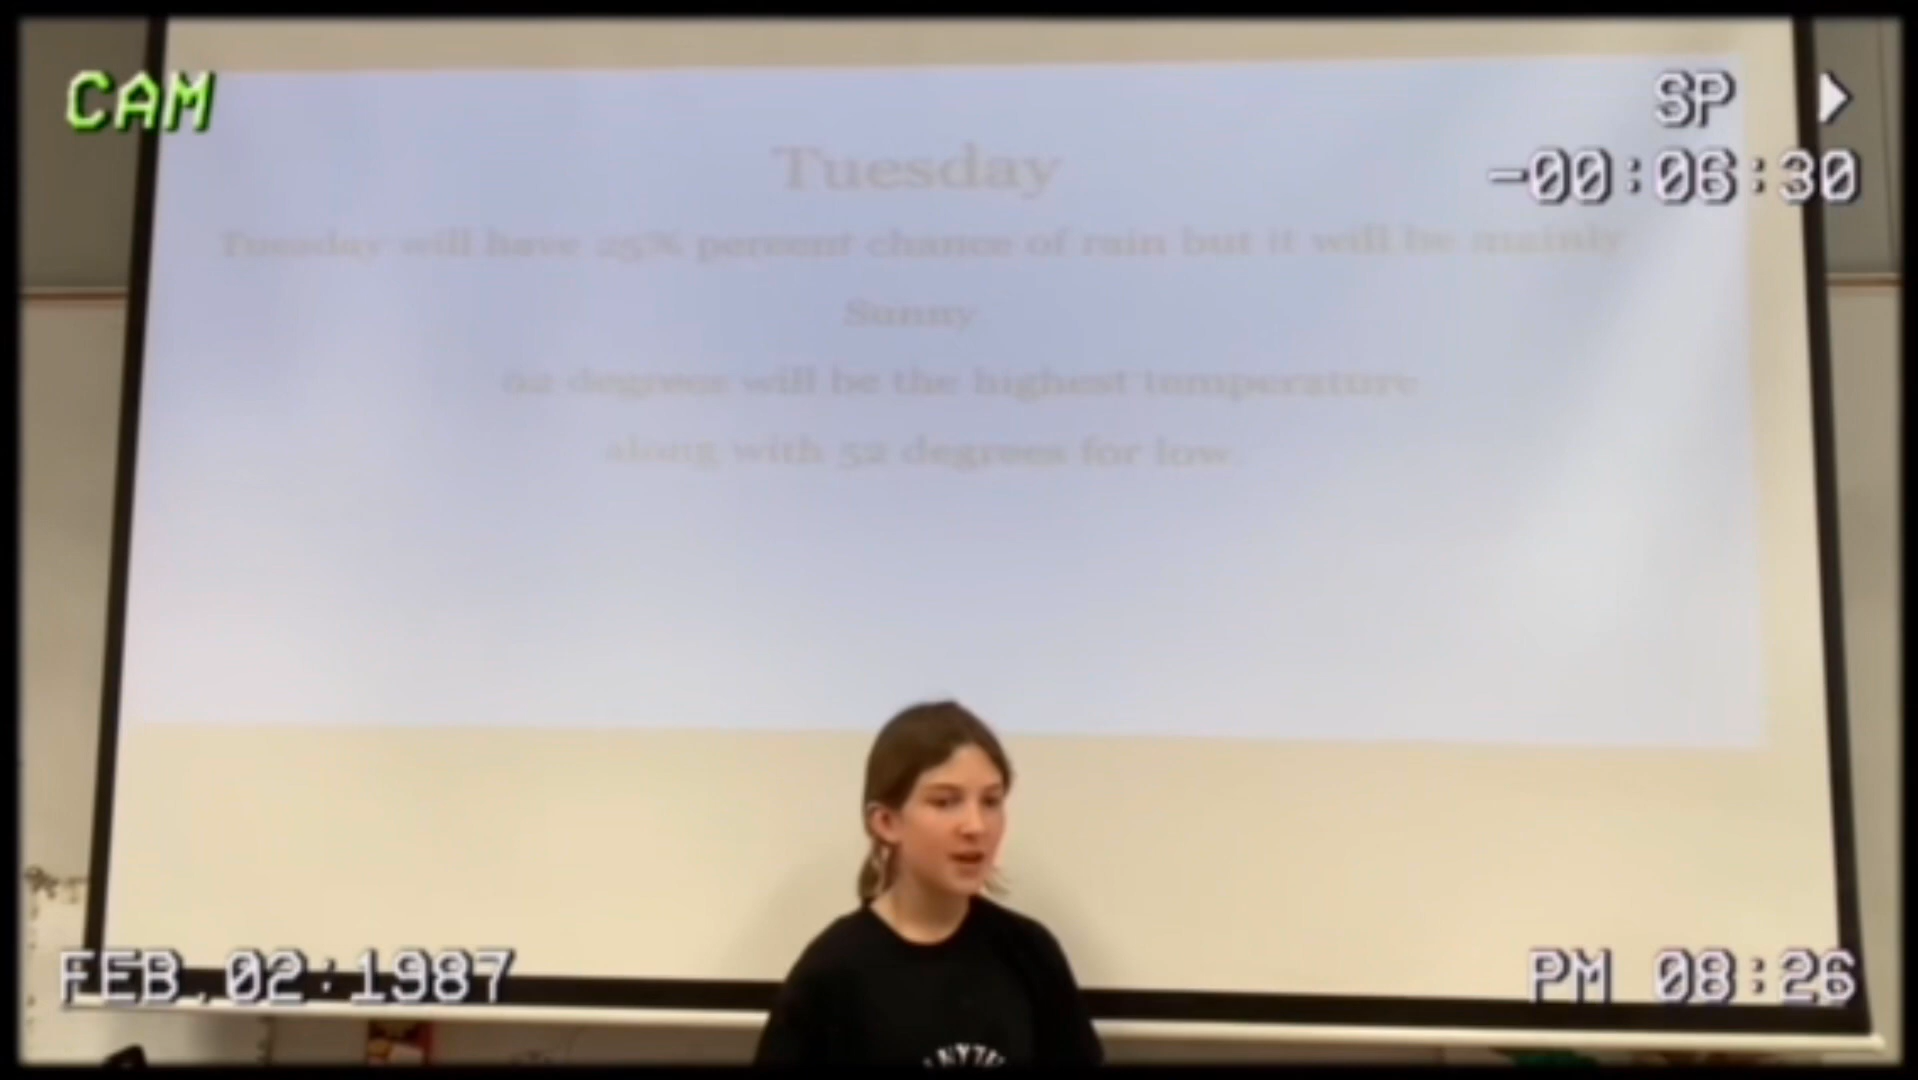 CAM
SP
-00:06:30
Tuesday
Tuesday will have 25% percent chance of rain but it will be mainly
Sunny
degrees will be the highest temperature
along with 52 degrees for low
FEB.02:1987
PM 08:26